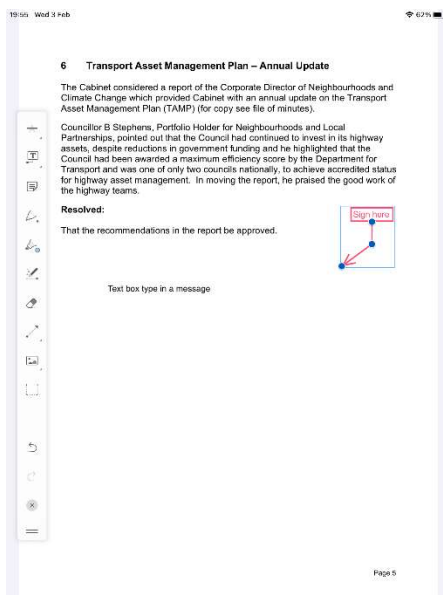 19:55 Wed 3 Feb
62%
6 Transport Asset Management Plan – Annual Update
The Cabinet considered a report of the Corporate Director of Neighbourhoods and
Climate Change which provided Cabinet with an annual update on the Transport
Asset Management Plan (TAMP) (for copy see file of minutes).
Councillor B Stephens, Portfolio Holder for Neighbourhoods and Local
Partnerships, pointed out that the Council had continued to invest in its highway
assets, despite reductions in government funding and he highlighted that the
Council had been awarded a maximum efficiency score by the Department for
Transport and was one of only two councils nationally, to achieve accredited status
for highway asset management. In moving the report, he praised the good work of
the highway teams.
Resolved:
Sign here
That the recommendations in the report be approved.
Text box type in a message
Page 5